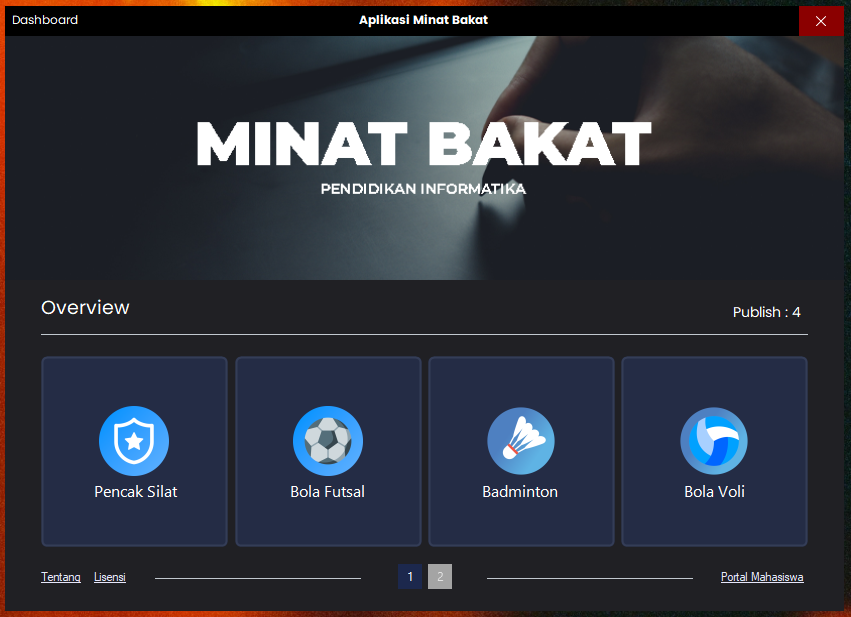 Dashboard
Aplikasi Minat Bakat
MINAT BAKAT
PENDIDIKAN INFORMATIKA
Overview
Publish : 4
Pencak Silat
Bola Futsal
Badminton
Bola Voli
Tentang
Lisensi
1
2
Portal Mahasiswa